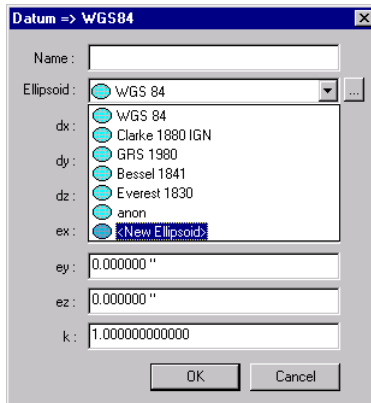 Datum => WGS84
Name :
Ellipsoid : WGS 84 ...
WGS 84
dx : Clarke 1880 IGN
GRS 1980
dy : Bessel 1841
dz : Everest 1830
anon
ex : <New Ellipsoid>
ey : 0.000000 "
ez : 0.000000 "
k : 1.000000000000
OK Cancel